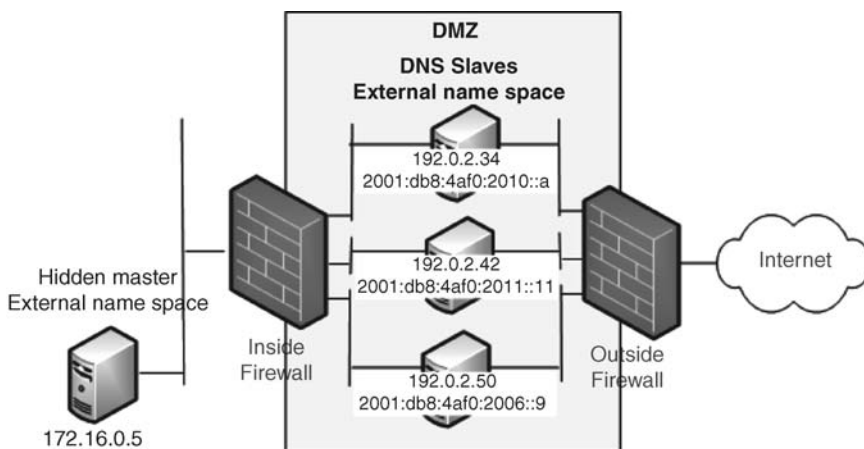 DMZ
DNS Slaves
External name space
192.0.2.34
2001:db8:4af0:2010::a
192.0.2.42
2001:db8:4af0:2011::11
192.0.2.50
2001:db8:4af0:2006::9
Hidden master
External name space
172.16.0.5
Inside
Firewall
Outside
Firewall
Internet